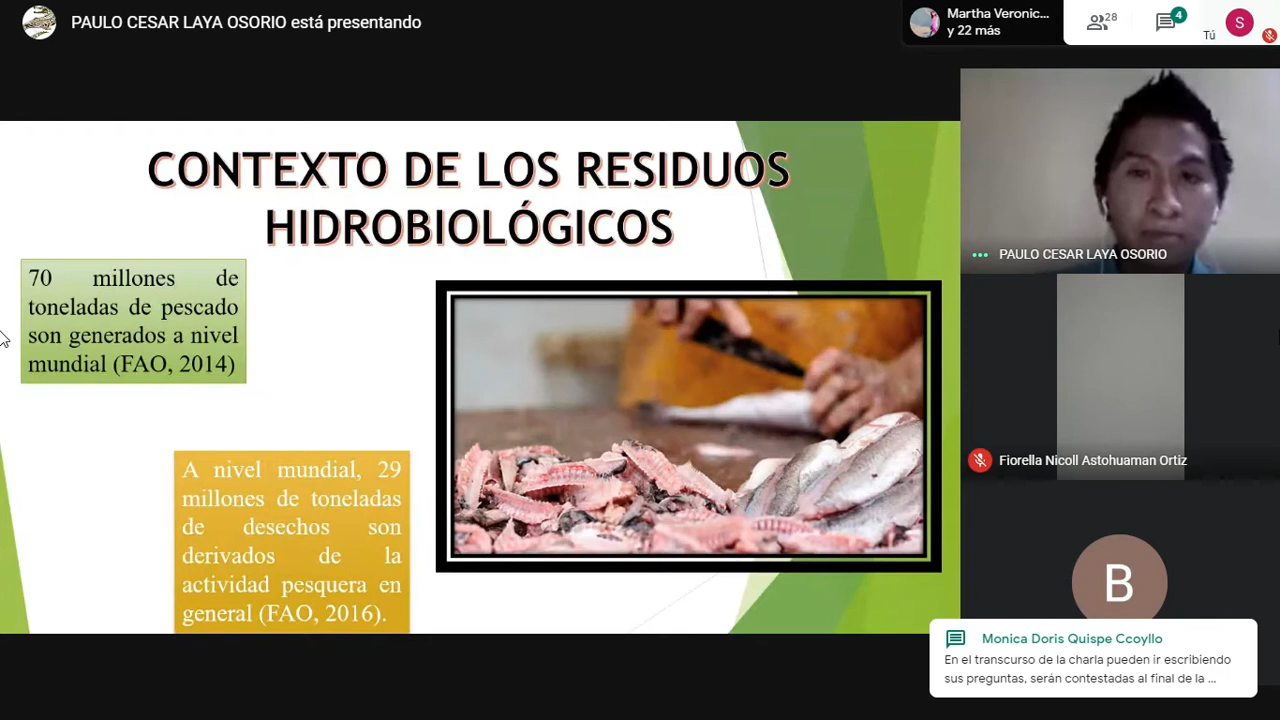 PAULO CESAR LAYA OSORIO está presentando
Martha Veronic...
y 22 más
28
4
Tú
S
CONTEXTO DE LOS RESIDUOS
HIDROBIOLÓGICOS
70 millones de
toneladas de pescado
son generados a nivel
mundial (FAO, 2014)
A nivel mundial, 29
millones de toneladas
de desechos son
derivados de la
actividad pesquera en
general (FAO, 2016).
PAULO CESAR LAYA OSORIO
Fiorella Nicoll Astohuaman Ortiz
B
Monica Doris Quispe Ccoyllo
En el transcurso de la charla pueden ir escribiendo
sus preguntas, serán contestadas al final de la ...